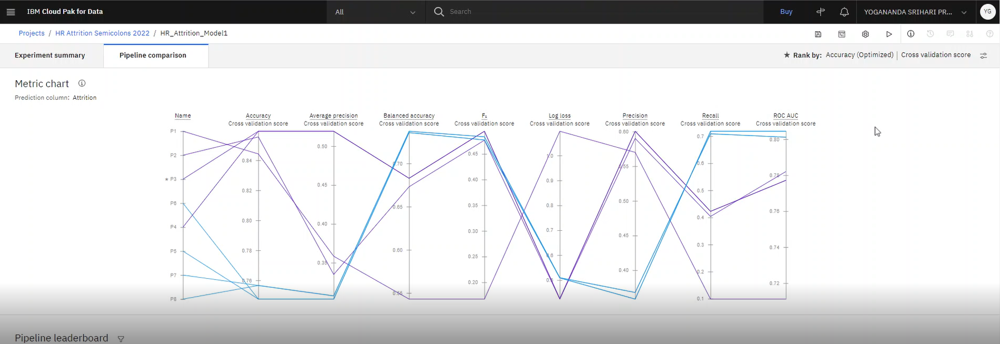 IBM Cloud Pak for Data
All
Search
Buy
YOGANANDA SRIHARI PR...
YG
Projects / HR Attrition Semicolons 2022 / HR_Attrition_Model1
Experiment summary
Pipeline comparison
★ Rank by: Accuracy (Optimized) | Cross validation score
Metric chart
Prediction column: Attrition
Name
Accuracy
Average precision
Balanced accuracy
F₁
Log loss
Precision
Recall
ROC AUC
Cross validation score
Cross validation score
Cross validation score
Cross validation score
Cross validation score
Cross validation score
Cross validation score
Cross validation score
P1
P2
★ P3
P6
P4
P5
P7
P8
0.84
0.82
0.80
0.78
0.76
0.50
0.45
0.40
0.35
0.70
0.65
0.60
0.55
0.45
0.40
0.35
0.30
0.25
0.20
1.0
0.9
0.8
0.7
0.6
0.5
0.60
0.55
0.50
0.45
0.40
0.7
0.6
0.5
0.4
0.3
0.2
0.1
0.80
0.78
0.76
0.74
0.72
Pipeline leaderboard